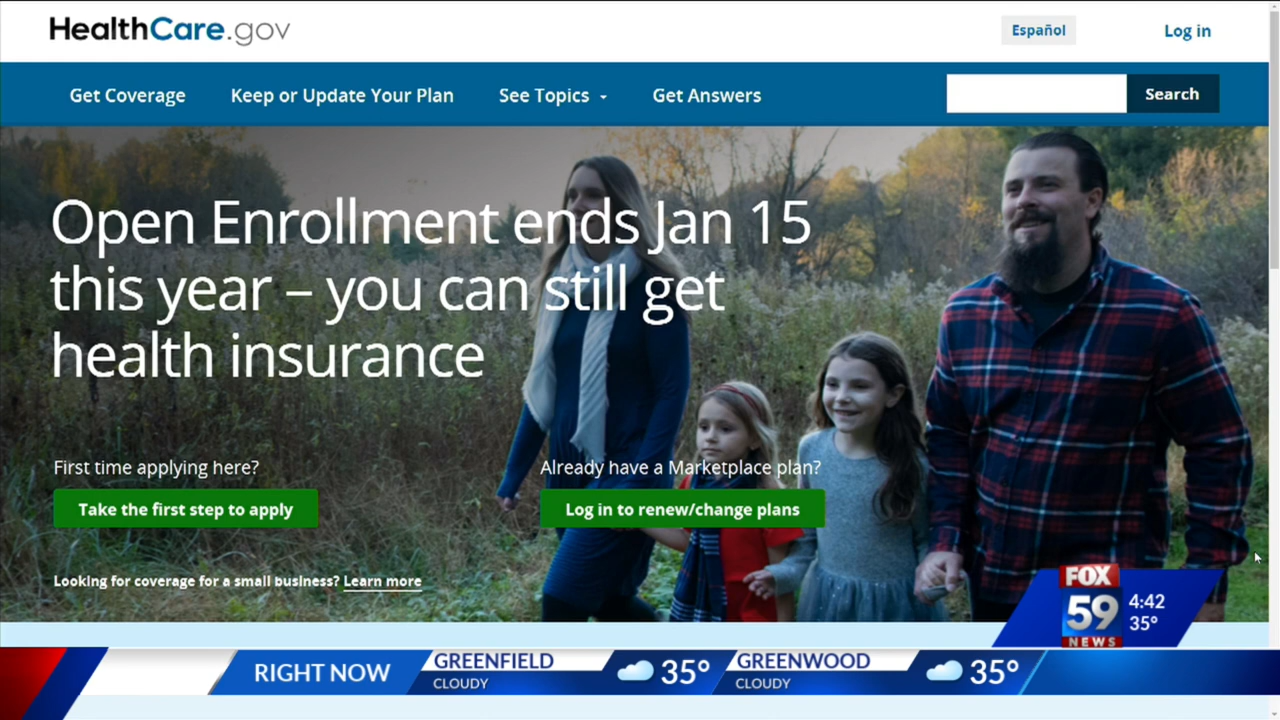 HealthCare.gov
Español
Log in
Get Coverage
Keep or Update Your Plan
See Topics
Get Answers
Search
Open Enrollment ends Jan 15
this year – you can still get
health insurance
First time applying here?
Already have a Marketplace plan?
Take the first step to apply
Log in to renew/change plans
Looking for coverage for a small business? Learn more
FOX
59
NEWS
4:42
35°
RIGHT NOW
GREENFIELD
CLOUDY
35°
GREENWOOD
CLOUDY
35°